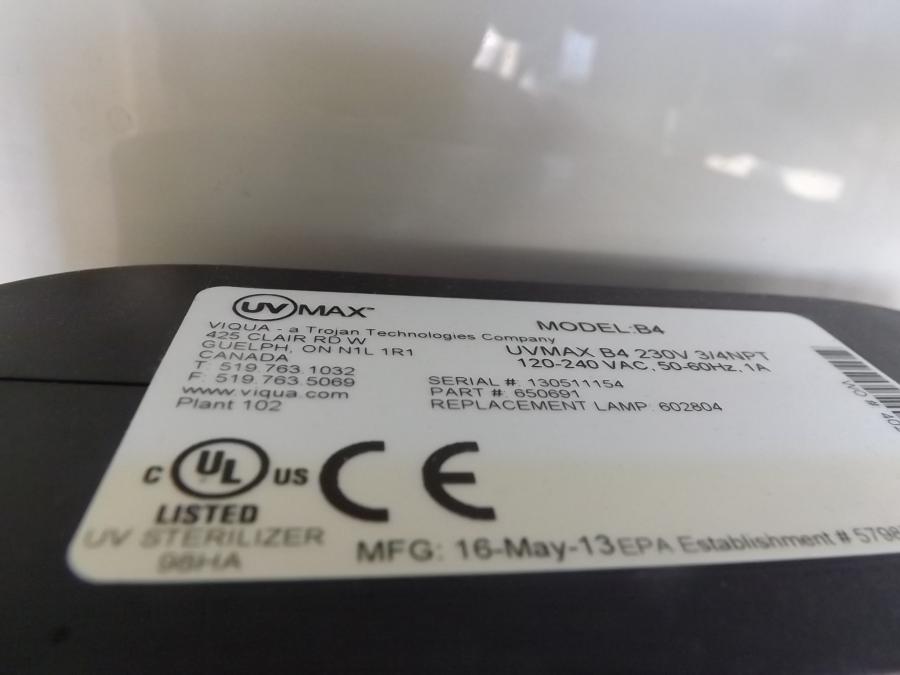 UVMAX™
VIQUA - a Trojan Technologies Company
425 CLAIR RD W
GUELPH, ON N1L 1R1
CANADA
T: 519.763.1032
F: 519.763.5069
www.viqua.com
Plant 102
MODEL:B4
UVMAX B4 230V 3/4NPT
120-240 VAC, 50-60Hz, 1A
SERIAL #: 130511154
PART #: 650691
REPLACEMENT LAMP: 602804
WO #
C UL US
LISTED
UV STERILIZER
98HA
CE
MFG: 16-May-13
EPA Establishment #